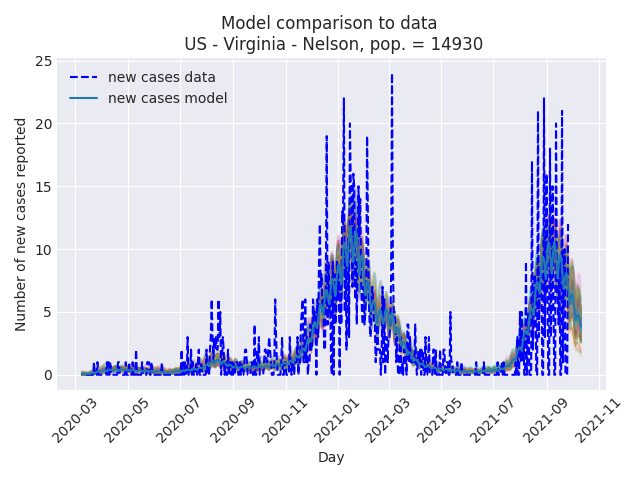 Model comparison to data
US - Virginia - Nelson, pop. = 14930
new cases data
new cases model
Number of new cases reported
25
20
15
10
5
0
2020-03
2020-05
2020-07
2020-09
2020-11
2021-01
2021-03
2021-05
2021-07
2021-09
2021-11
Day